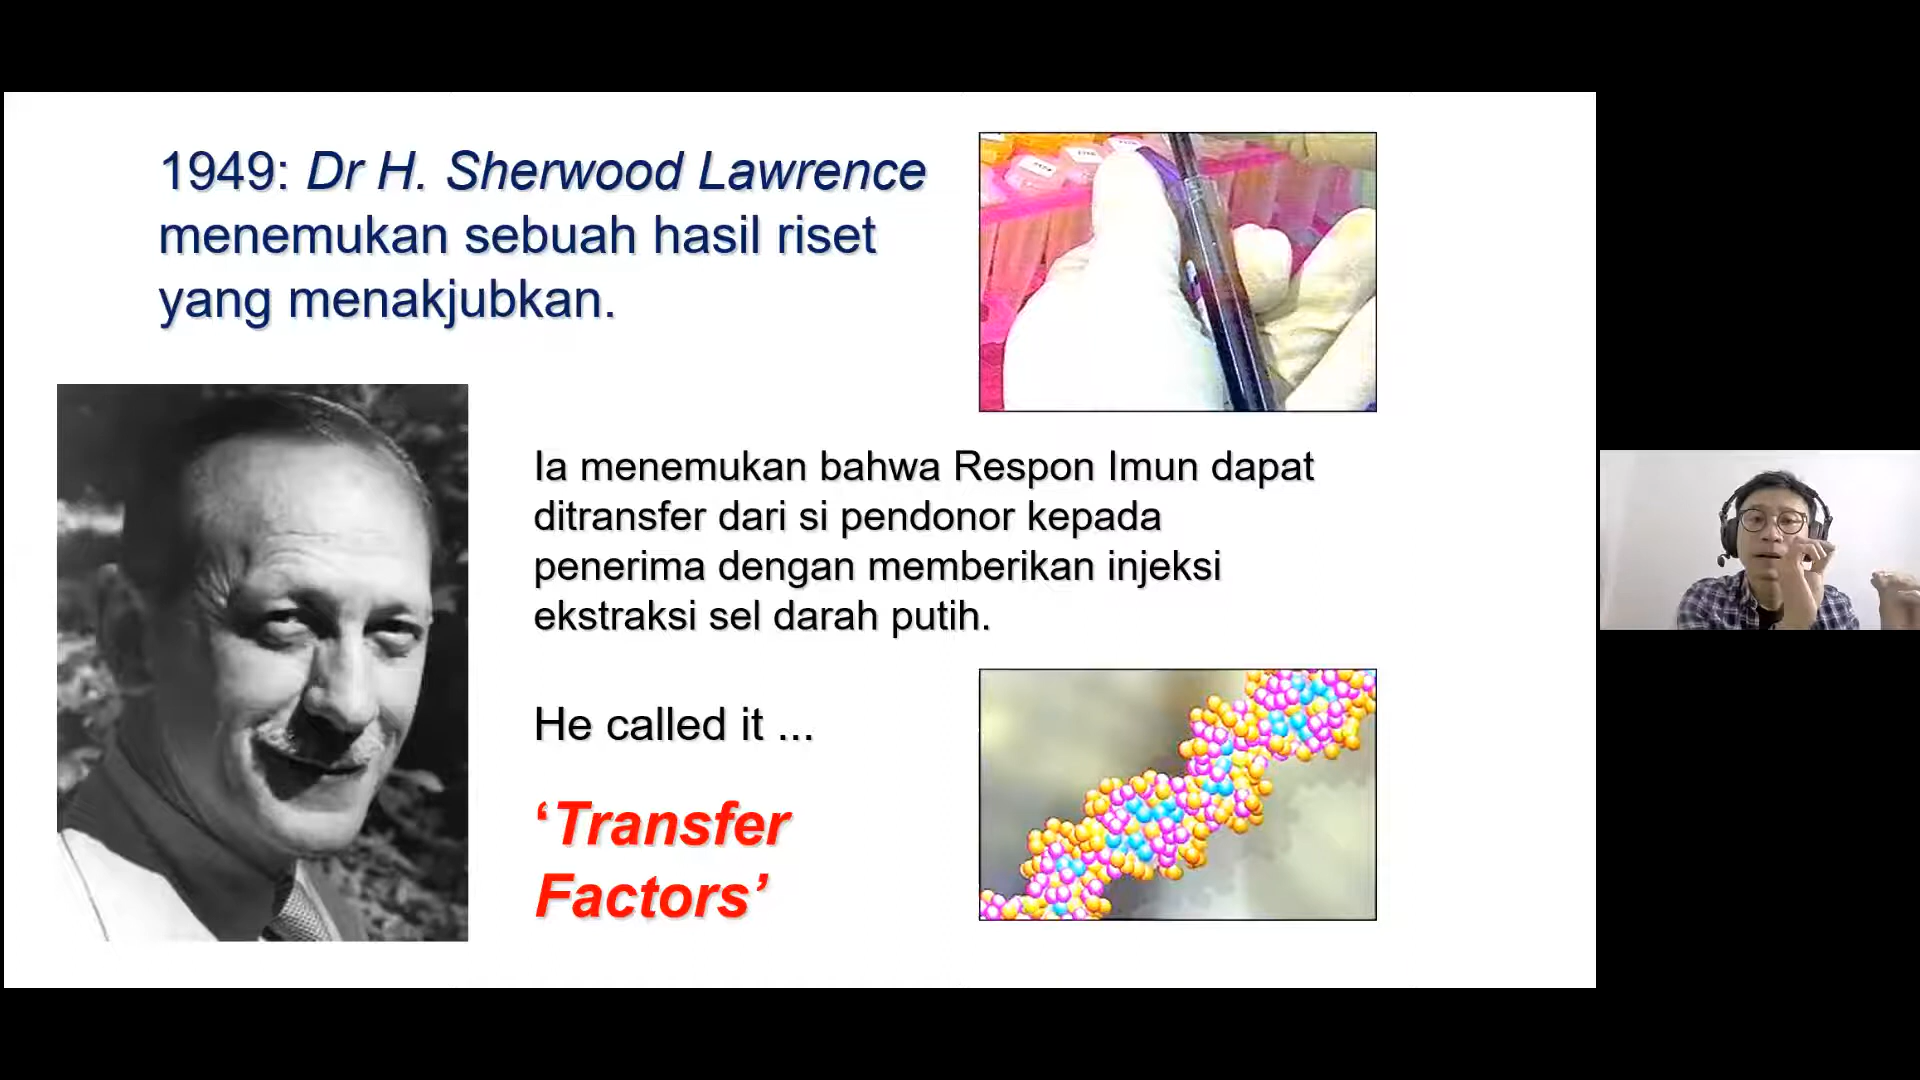 1949: Dr H. Sherwood Lawrence
menemukan sebuah hasil riset
yang menakjubkan.
Ia menemukan bahwa Respon Imun dapat
ditransfer dari si pendonor kepada
penerima dengan memberikan injeksi
ekstraksi sel darah putih.
He called it ...
‘Transfer
Factors’